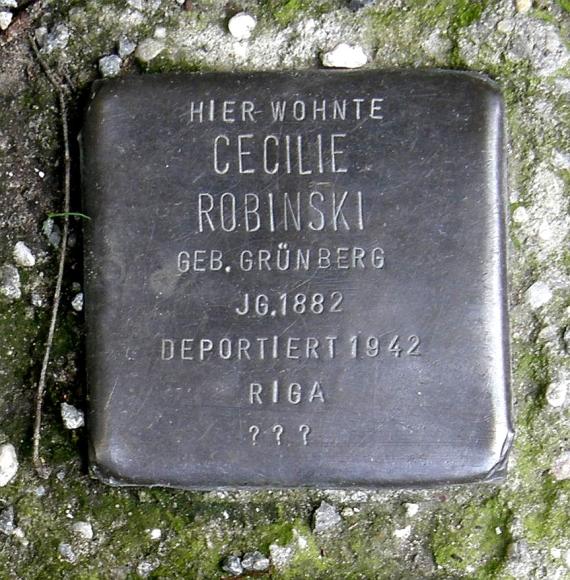 HIER WOHNTE
CECILIE
ROBINSKI
GEB. GRÜNBERG
JG. 1882
DEPORTIERT 1942
RIGA
???